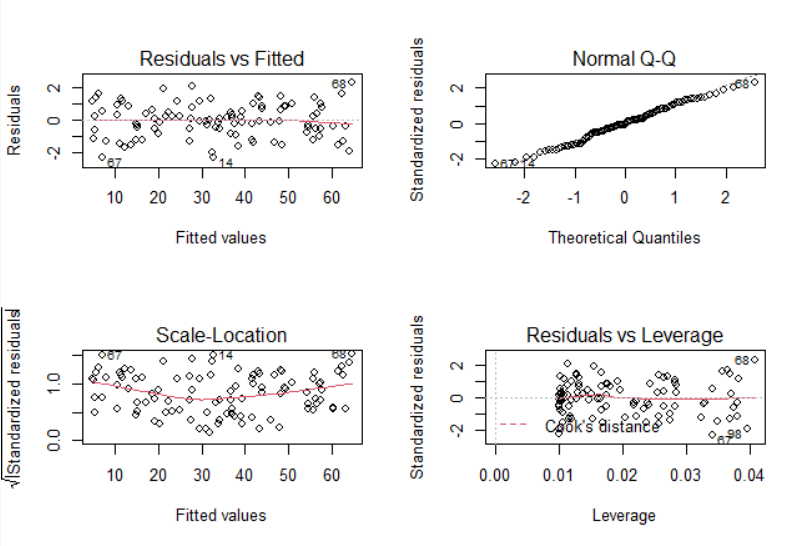 Residuals vs Fitted
Residuals
2
0
-2
68
67
14
10 20 30 40 50 60
Fitted values
Normal Q-Q
Standardized residuals
2
0
-2
68
67 14
-2 -1 0 1 2
Theoretical Quantiles
Scale-Location
√|Standardized residuals|
1.0
0.0
67
14
68
10 20 30 40 50 60
Fitted values
Residuals vs Leverage
Standardized residuals
2
0
-2
68
Cook's distance
98
67
0.00 0.01 0.02 0.03 0.04
Leverage